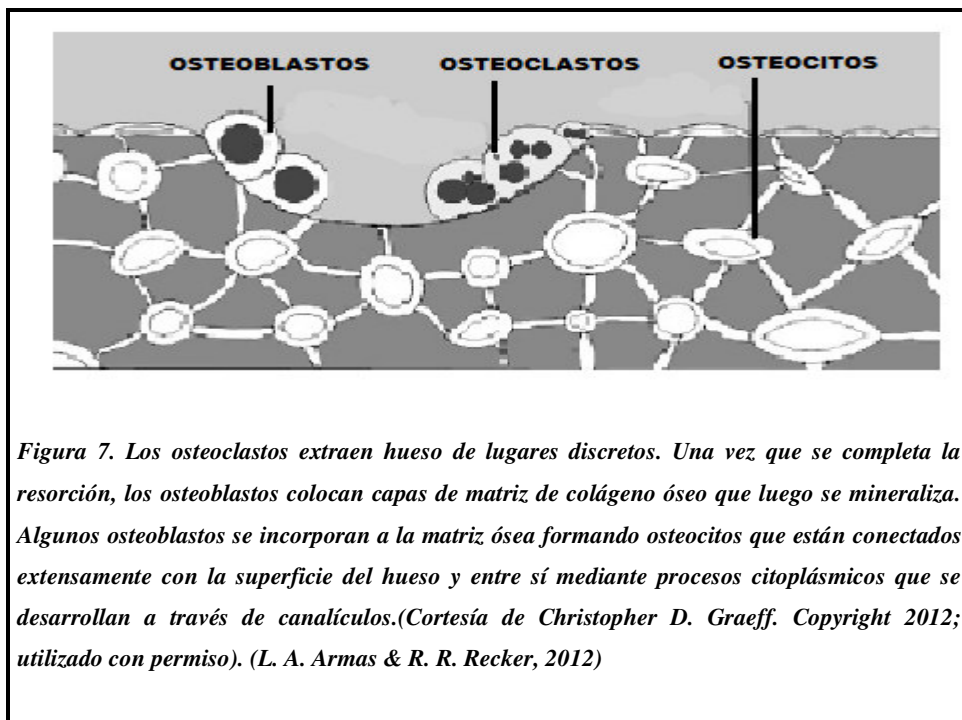 OSTEOBLASTOS OSTEOCLASTOS OSTEOCITOS
Figura 7. Los osteoclastos extraen hueso de lugares discretos. Una vez que se completa la
resorción, los osteoblastos colocan capas de matriz de colágeno óseo que luego se mineraliza.
Algunos osteoblastos se incorporan a la matriz ósea formando osteocitos que están conectados
extensamente con la superficie del hueso y entre sí mediante procesos citoplásmicos que se
desarrollan a través de canalículos.(Cortesía de Christopher D. Graeff. Copyright 2012;
utilizado con permiso). (L. A. Armas & R. R. Recker, 2012)